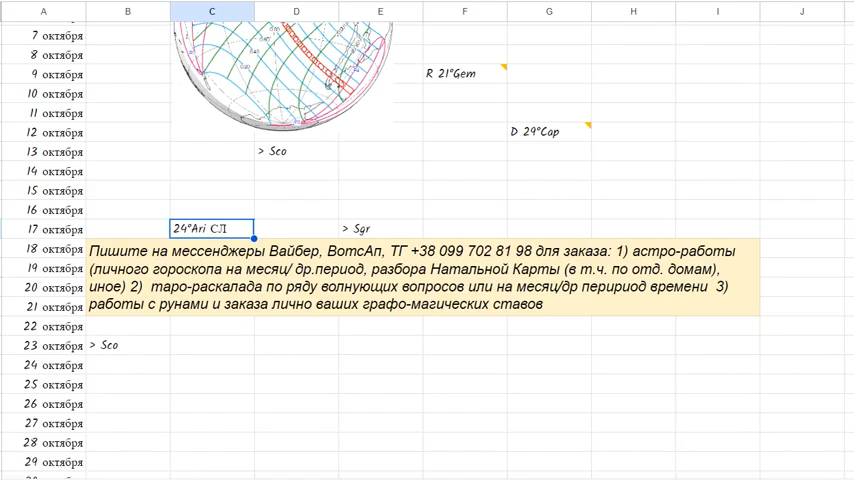 A B C D E F G H I J
7 октября
8 октября
9 октября R 21°Gem
10 октября
11 октября
12 октября D 29°Cap
13 октября > Sco
14 октября
15 октября
16 октября
17 октября 24°Ari СЛ > Sgr
18 октября
Пишите на мессенджеры Вайбер, ВотсАп, ТГ +38 099 702 81 98 для заказа: 1) астро-работы
19 октября
(личного гороскопа на месяц/ др.период, разбора Натальной Карты (в т.ч. по отд. домам),
20 октября
иное) 2) таро-раскалада по ряду волнующих вопросов или на месяц/др перириод времени 3)
21 октября
работы с рунами и заказа лично ваших графо-магических ставов
22 октября
23 октября > Sco
24 октября
25 октября
26 октября
27 октября
28 октября
29 октября